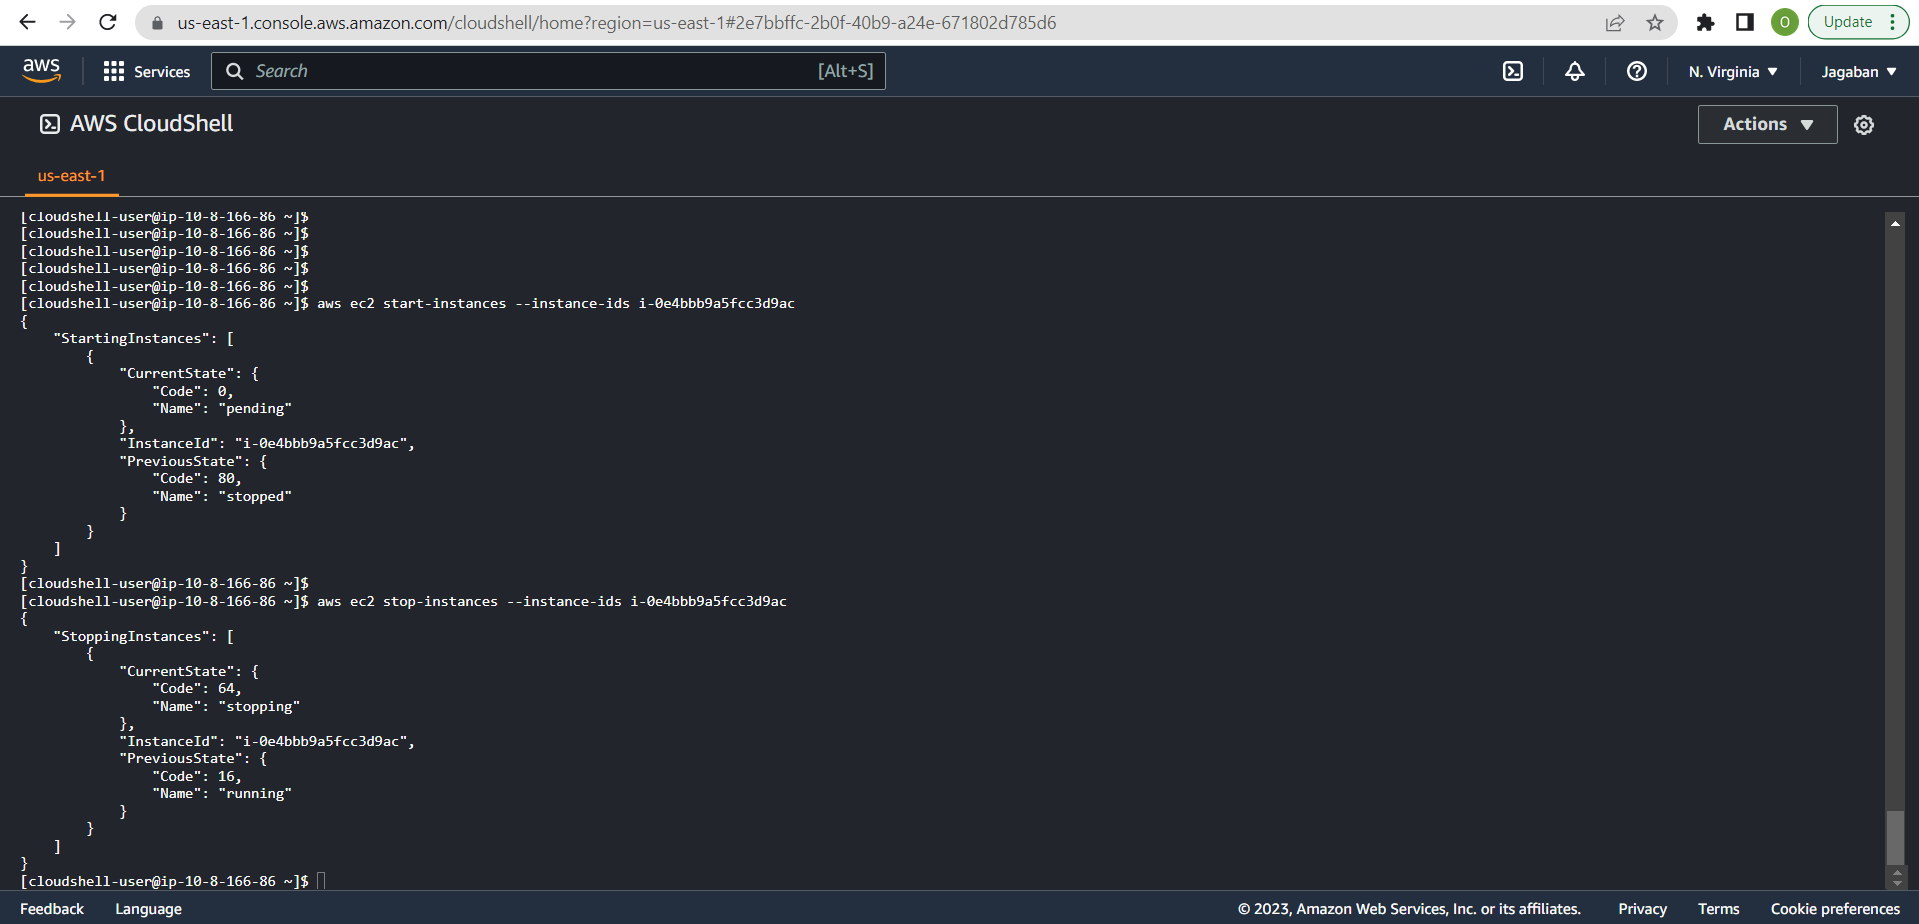 us-east-1.console.aws.amazon.com/cloudshell/home?region=us-east-1#2e7bbffc-2b0f-40b9-a24e-671802d785d6
O
Update
aws
Services
Search
[Alt+S]
N. Virginia
Jagaban
AWS CloudShell
Actions
us-east-1
[cloudshell-user@ip-10-8-166-86 ~]$
[cloudshell-user@ip-10-8-166-86 ~]$
[cloudshell-user@ip-10-8-166-86 ~]$
[cloudshell-user@ip-10-8-166-86 ~]$
[cloudshell-user@ip-10-8-166-86 ~]$
[cloudshell-user@ip-10-8-166-86 ~]$ aws ec2 start-instances --instance-ids i-0e4bbb9a5fcc3d9ac
{
    "StartingInstances": [
        {
            "CurrentState": {
                "Code": 0,
                "Name": "pending"
            },
            "InstanceId": "i-0e4bbb9a5fcc3d9ac",
            "PreviousState": {
                "Code": 80,
                "Name": "stopped"
            }
        }
    ]
}
[cloudshell-user@ip-10-8-166-86 ~]$
[cloudshell-user@ip-10-8-166-86 ~]$ aws ec2 stop-instances --instance-ids i-0e4bbb9a5fcc3d9ac
{
    "StoppingInstances": [
        {
            "CurrentState": {
                "Code": 64,
                "Name": "stopping"
            },
            "InstanceId": "i-0e4bbb9a5fcc3d9ac",
            "PreviousState": {
                "Code": 16,
                "Name": "running"
            }
        }
    ]
}
[cloudshell-user@ip-10-8-166-86 ~]$
Feedback
Language
© 2023, Amazon Web Services, Inc. or its affiliates.
Privacy
Terms
Cookie preferences